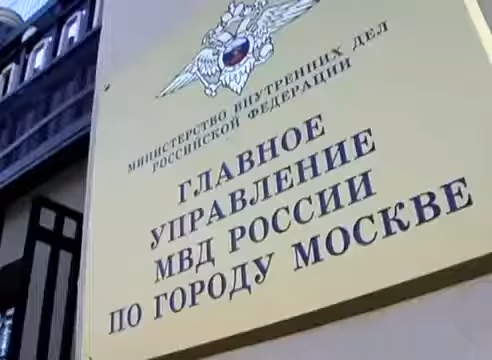 МИНИСТЕРСТВО ВНУТРЕННИХ ДЕЛ
РОССИЙСКОЙ ФЕДЕРАЦИИ
ГЛАВНОЕ
УПРАВЛЕНИЕ
МВД РОССИИ
ПО ГОРОДУ МОСКВЕ